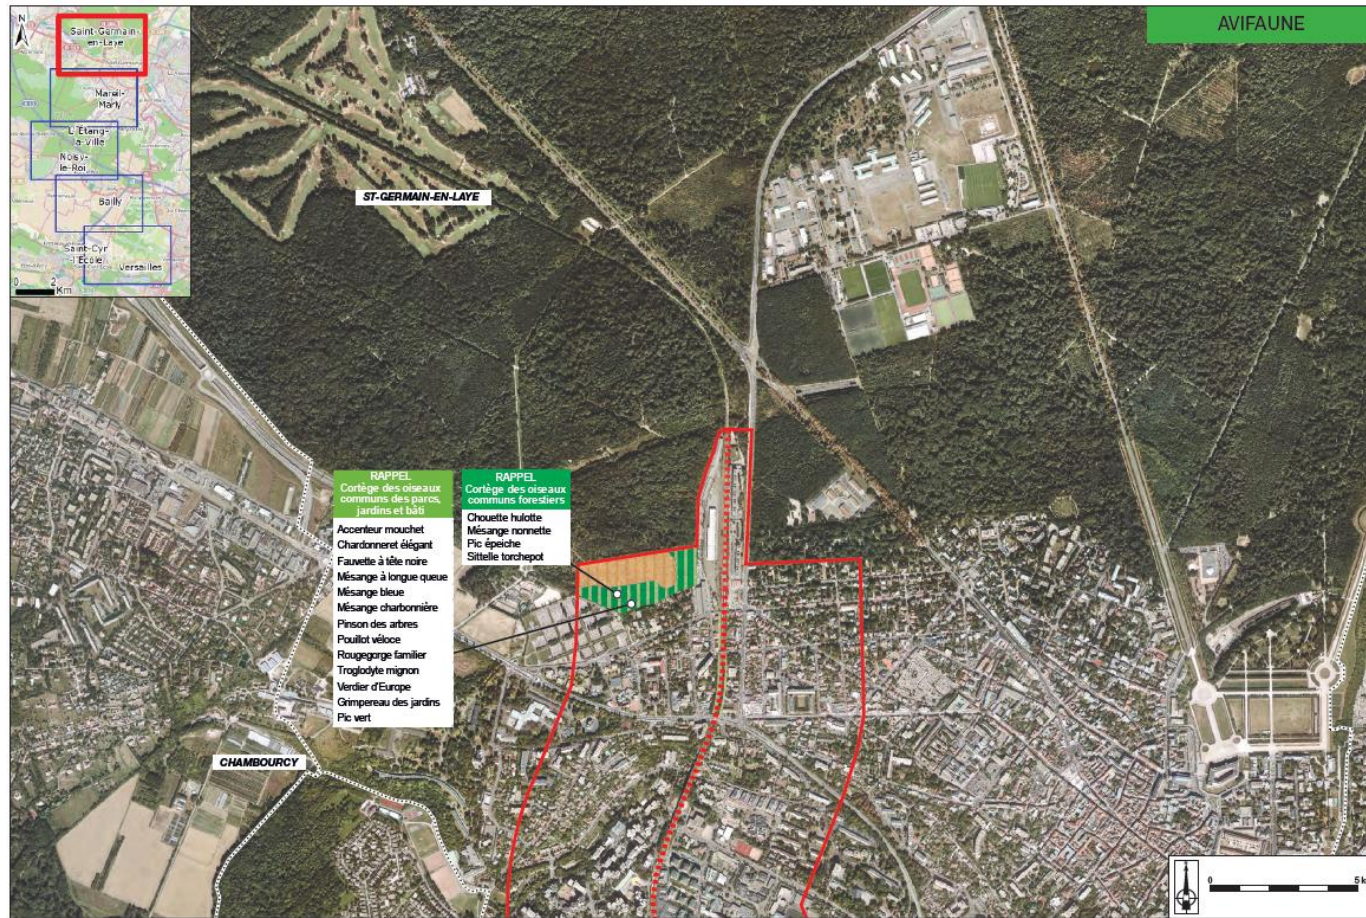 AVIFAUNE
N
Saint-Germain
en-Laye
Mareil-
Marly
L'Étang-
la-Ville
Noisy-
le-Roi
Bailly
Saint-Cyr
-l'École
Versailles
0 2
Km
ST-GERMAIN-EN-LAYE
RAPPEL
Cortège des oiseaux
communs des parcs,
jardins et bâti
Accenteur mouchet
Chardonneret élégant
Fauvette à tête noire
Mésange à longue queue
Mésange bleue
Mésange charbonnière
Pinson des arbres
Pouillot véloce
Rougegorge familier
Troglodyte mignon
Verdier d'Europe
Grimpereau des jardins
Pic vert
RAPPEL
Cortège des oiseaux
communs forestiers
Chouette hulotte
Mésange nonnette
Pic épeiche
Sittelle torchepot
CHAMBOURCY
0 5k